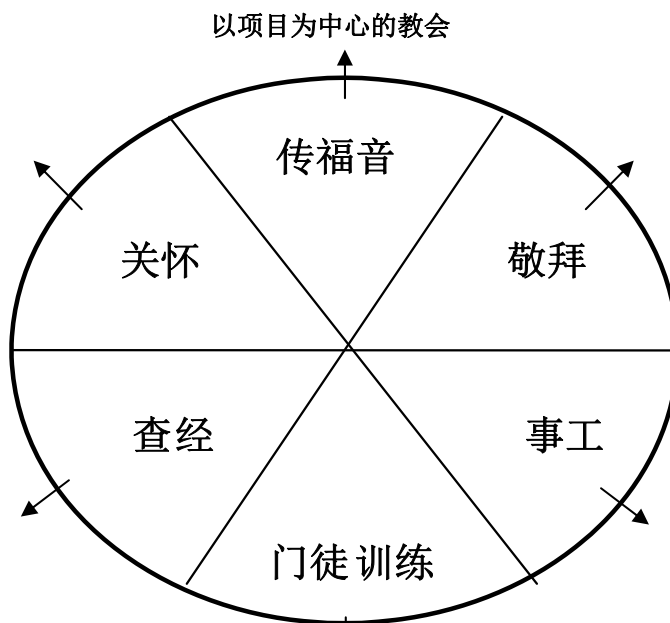 以项目为中心的教会
传福音
关怀
敬拜
查经
事工
门徒训练